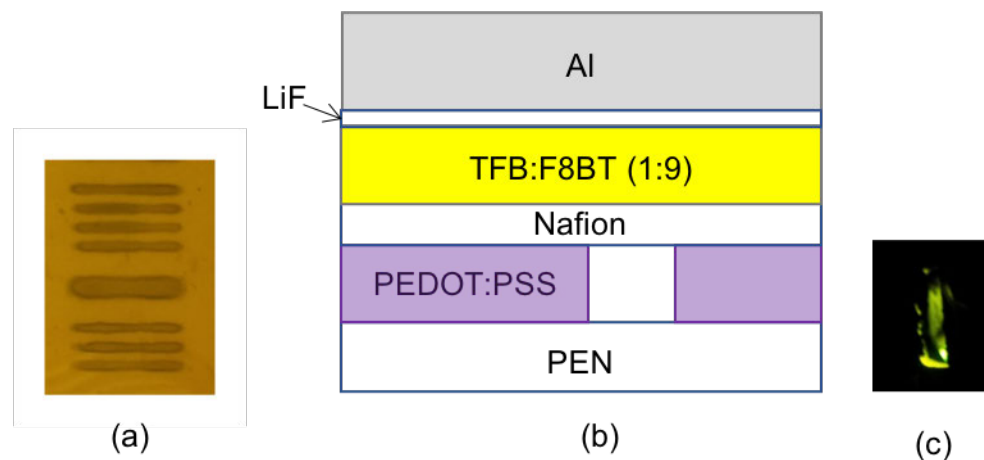 Al
LiF
TFB:F8BT (1:9)
Nafion
PEDOT:PSS
PEN
(a)
(b)
(c)